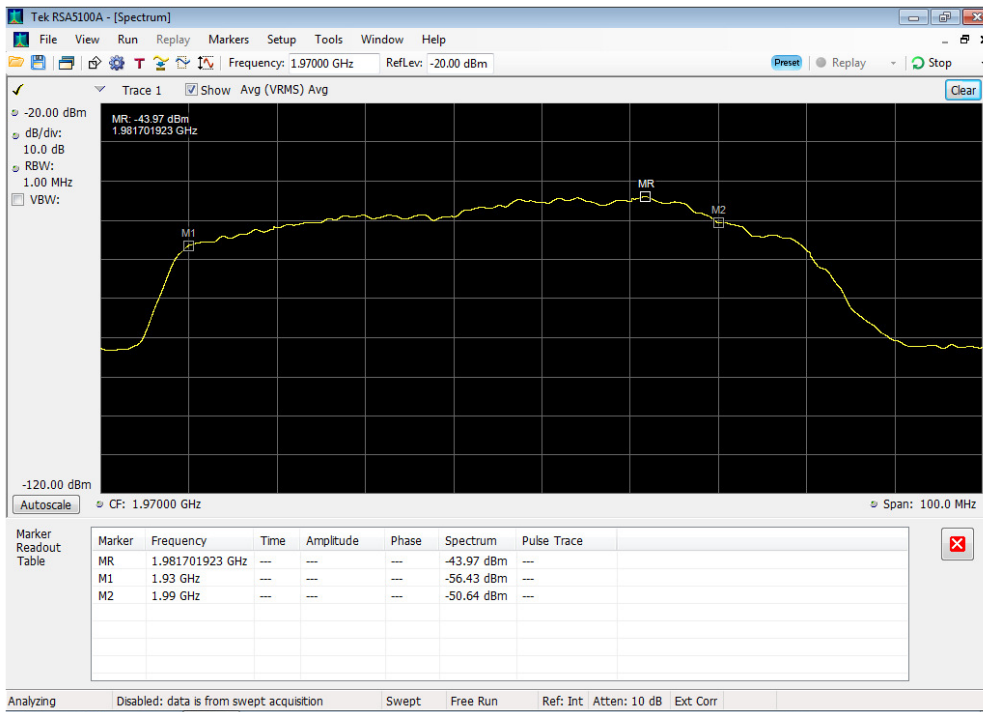 Tek RSA5100A - [Spectrum]
File View Run Replay Markers Setup Tools Window Help
T Frequency: 1.97000 GHz RefLev: -20.00 dBm Preset Replay Stop
Trace 1 Show Avg (VRMS) Avg Clear
-20.00 dBm
dB/div:
10.0 dB
RBW:
1.00 MHz
VBW:
MR: -43.97 dBm
1.981701923 GHz
MR
M2
M1
-120.00 dBm
Autoscale CF: 1.97000 GHz Span: 100.0 MHz
Marker Readout Table
Marker Frequency Time Amplitude Phase Spectrum Pulse Trace
MR 1.981701923 GHz --- --- --- -43.97 dBm ---
M1 1.93 GHz --- --- --- -56.43 dBm ---
M2 1.99 GHz --- --- --- -50.64 dBm ---
Analyzing Disabled: data is from swept acquisition Swept Free Run Ref: Int Atten: 10 dB Ext Corr